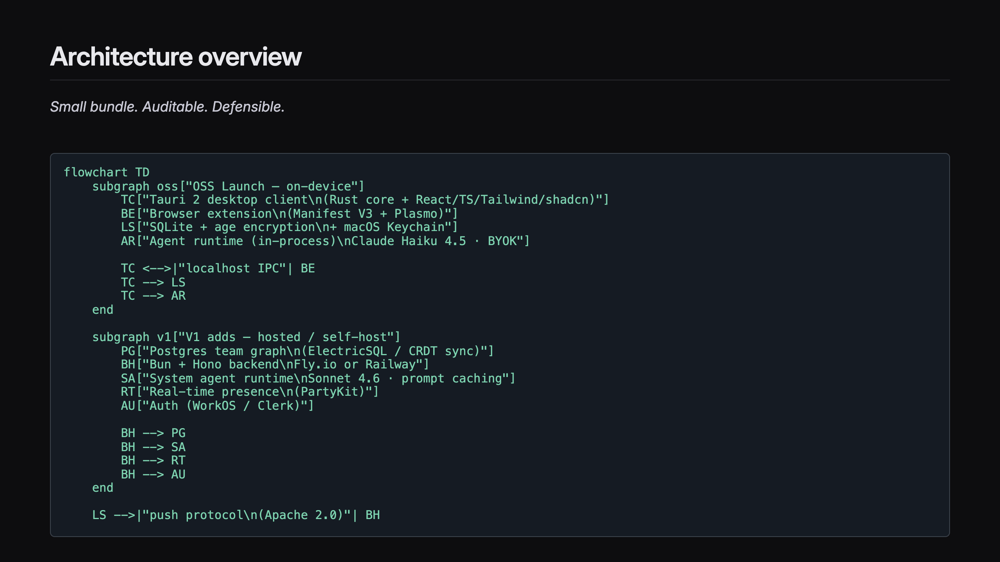 Architecture overview
Small bundle. Auditable. Defensible.
flowchart TD
    subgraph oss["OSS Launch — on-device"]
        TC["Tauri 2 desktop client\n(Rust core + React/TS/Tailwind/shadcn)"]
        BE["Browser extension\n(Manifest V3 + Plasmo)"]
        LS["SQLite + age encryption\n+ macOS Keychain"]
        AR["Agent runtime (in-process)\nClaude Haiku 4.5 · BYOK"]

        TC <-->|"localhost IPC"| BE
        TC --> LS
        TC --> AR
    end

    subgraph v1["V1 adds — hosted / self-host"]
        PG["Postgres team graph\n(ElectricSQL / CRDT sync)"]
        BH["Bun + Hono backend\nFly.io or Railway"]
        SA["System agent runtime\nSonnet 4.6 · prompt caching"]
        RT["Real-time presence\n(PartyKit)"]
        AU["Auth (WorkOS / Clerk)"]

        BH --> PG
        BH --> SA
        BH --> RT
        BH --> AU
    end

    LS -->|"push protocol\n(Apache 2.0)"| BH